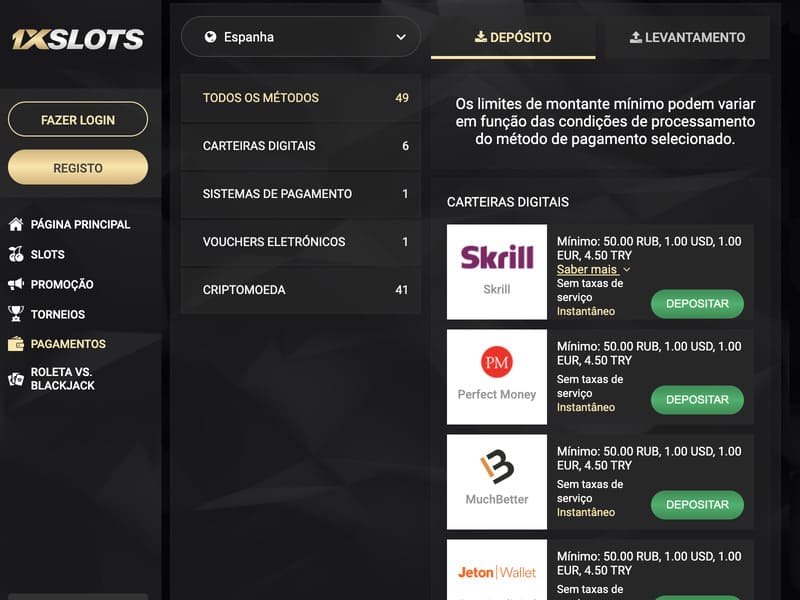 1XSLOTS
FAZER LOGIN
REGISTO
PÁGINA PRINCIPAL
SLOTS
PROMOÇÃO
TORNEIOS
PAGAMENTOS
ROLETA VS.
BLACKJACK
Espanha
TODOS OS MÉTODOS 49
CARTEIRAS DIGITAIS 6
SISTEMAS DE PAGAMENTO 1
VOUCHERS ELETRÓNICOS 1
CRIPTOMOEDA 41
DEPÓSITO
LEVANTAMENTO
Os limites de montante mínimo podem variar
em função das condições de processamento
do método de pagamento selecionado.
CARTEIRAS DIGITAIS
Skrill
Skrill
Mínimo: 50.00 RUB, 1.00 USD, 1.00
EUR, 4.50 TRY
Saber mais
Sem taxas de
serviço
Instantâneo
DEPOSITAR
PM
Perfect Money
Mínimo: 50.00 RUB, 1.00 USD, 1.00
EUR, 4.50 TRY
Sem taxas de
serviço
Instantâneo
DEPOSITAR
MuchBetter
Mínimo: 50.00 RUB, 1.00 USD, 1.00
EUR, 4.50 TRY
Sem taxas de
serviço
Instantâneo
DEPOSITAR
Jeton|Wallet
Mínimo: 50.00 RUB, 1.00 USD, 1.00
EUR, 4.50 TRY
Sem taxas de